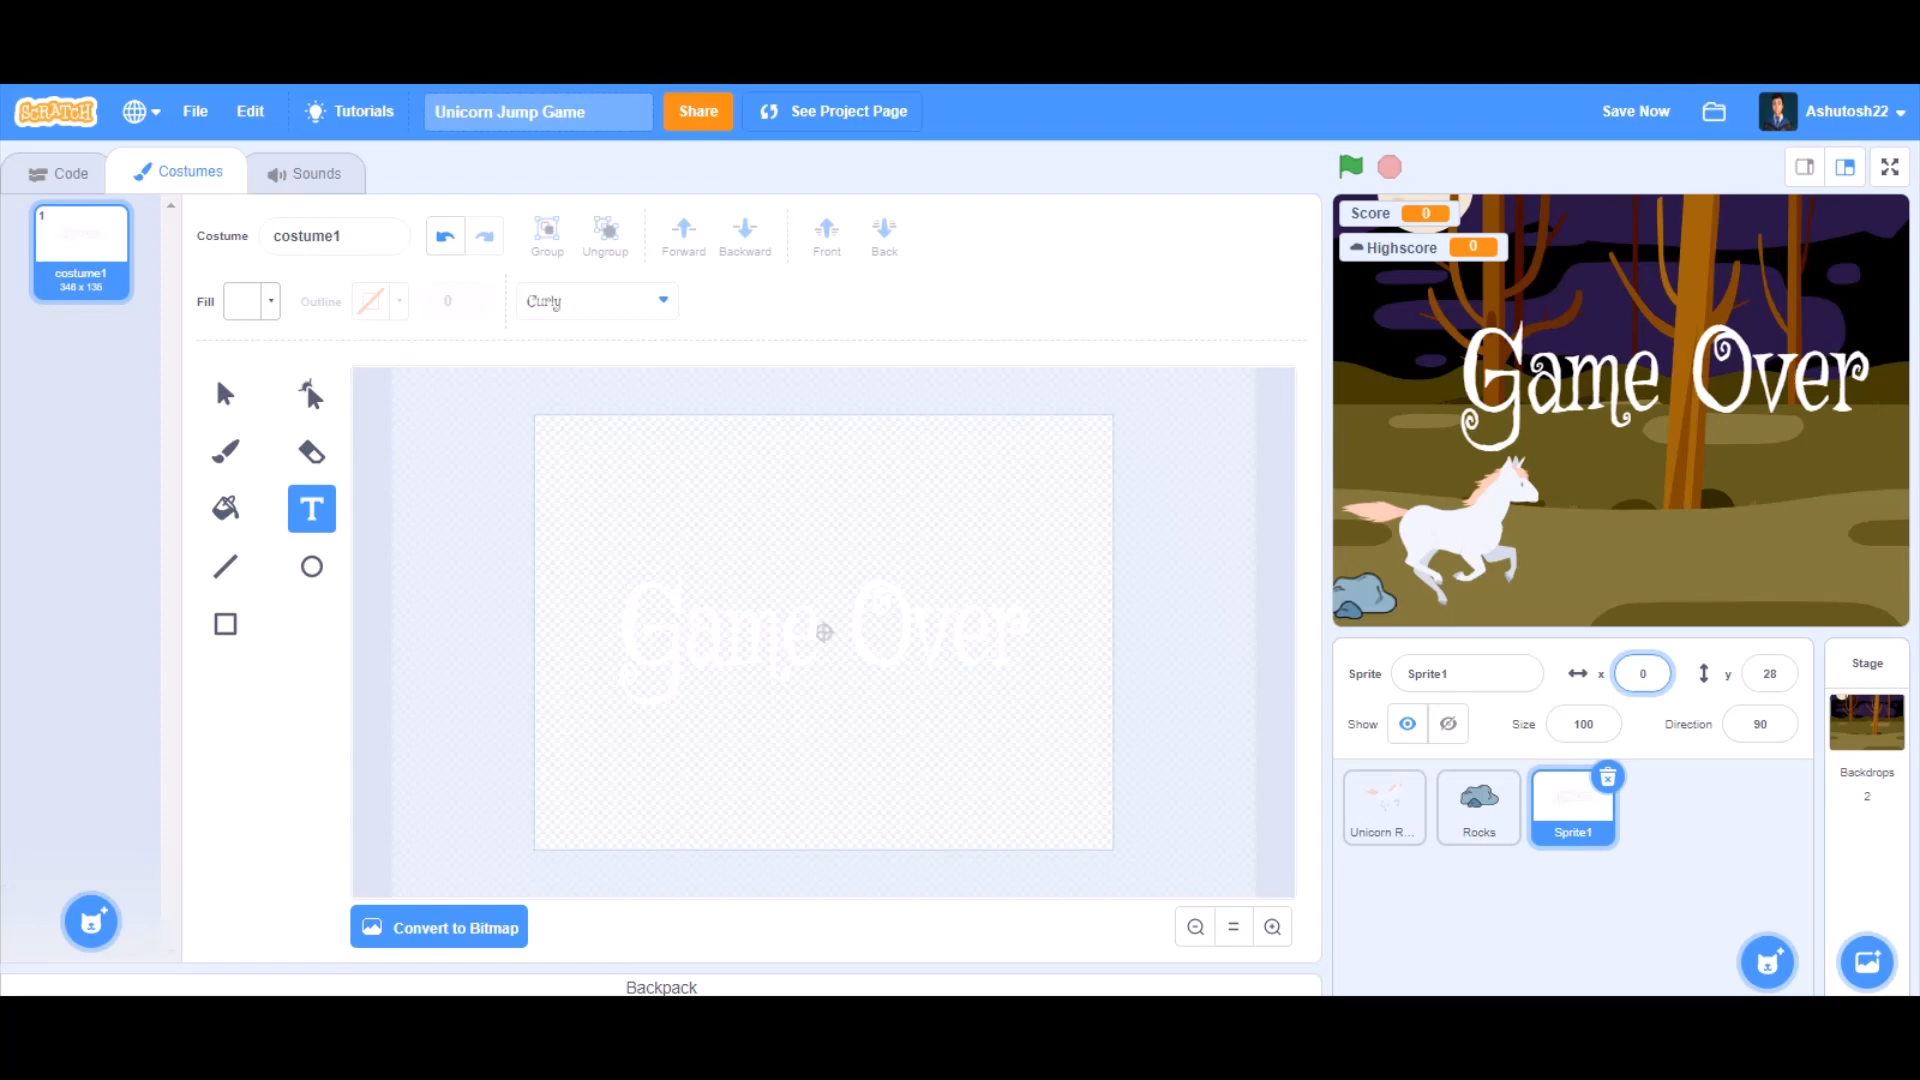 SCRATCH
File
Edit
Tutorials
Unicorn Jump Game
Share
See Project Page
Save Now
Ashutosh22
Code
Costumes
Sounds
1
costume1
346 x 135
Costume
costume1
Group
Ungroup
Forward
Backward
Front
Back
Fill
Outline
0
Curly
T
Game Over
Convert to Bitmap
Backpack
Score 0
Highscore 0
Game Over
Sprite
Sprite1
x
0
y
28
Show
Size
100
Direction
90
Unicorn R...
Rocks
Sprite1
Stage
Backdrops
2